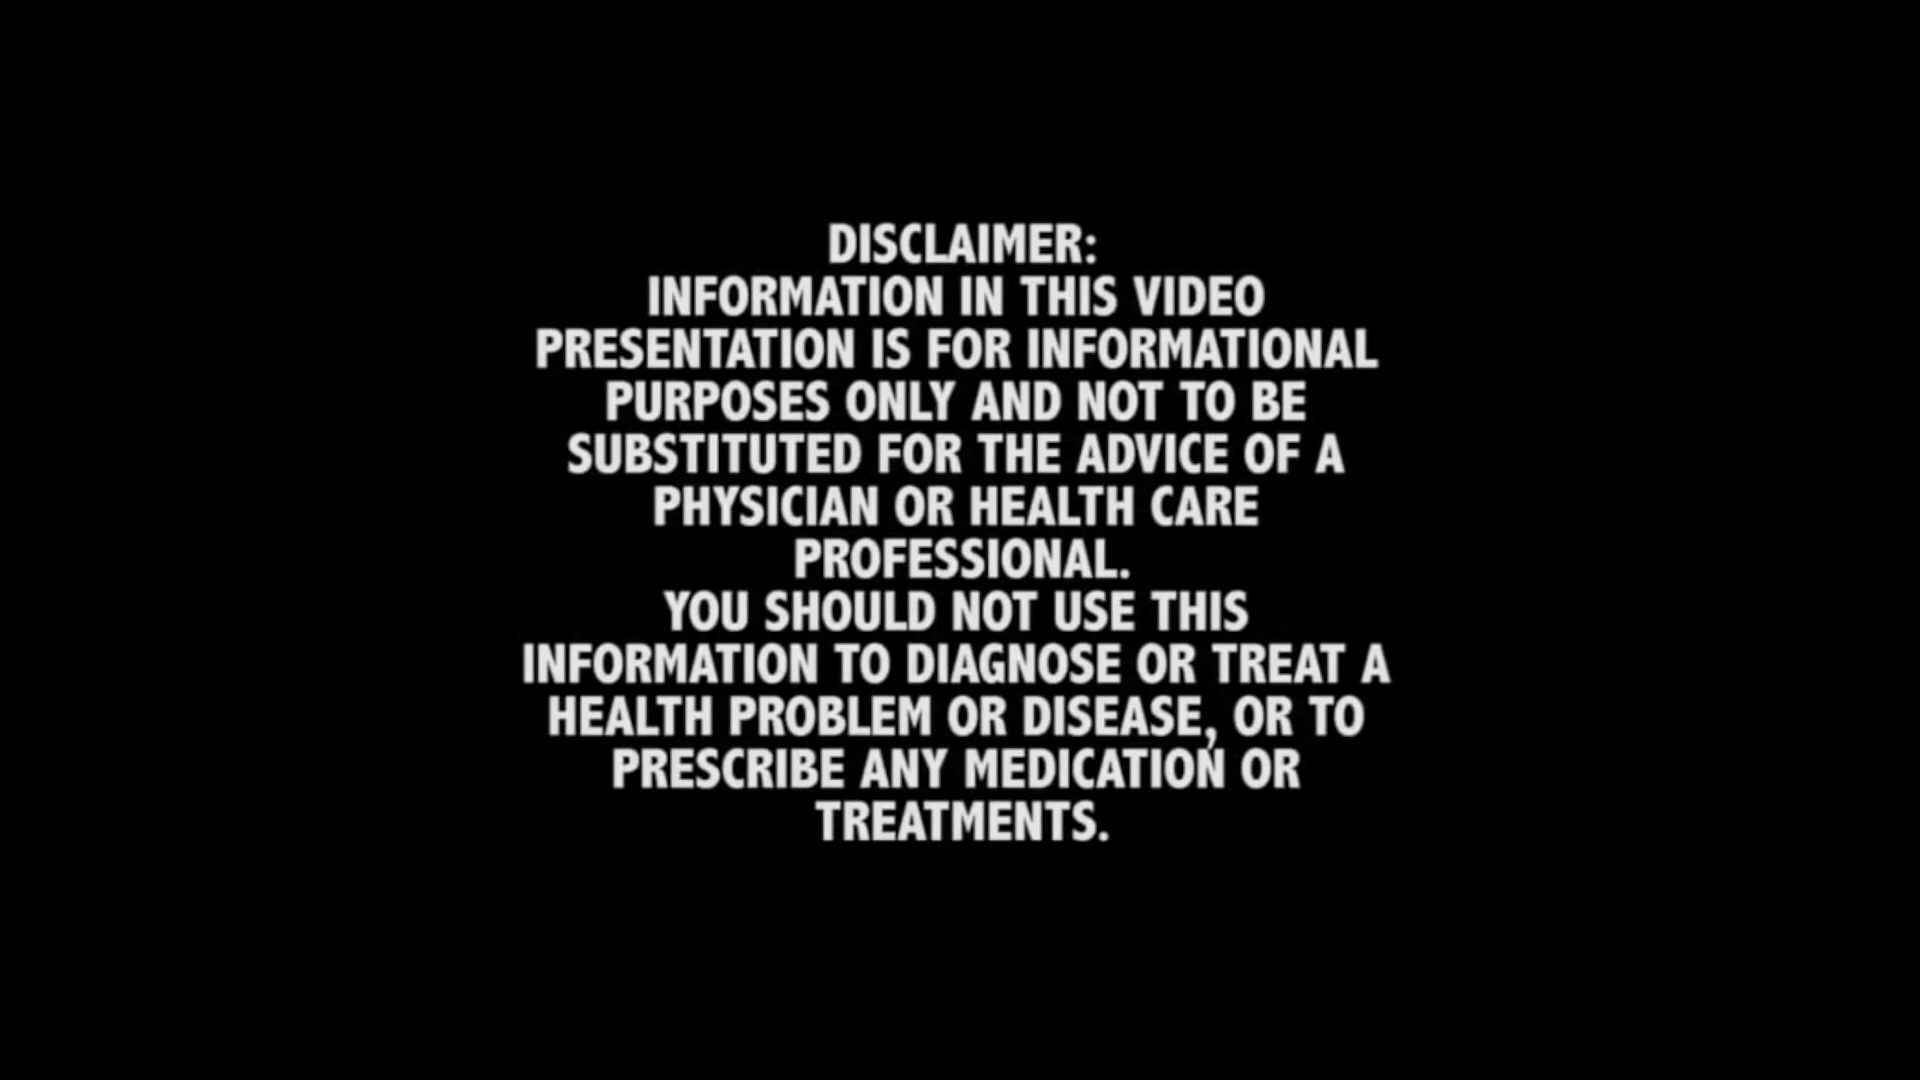 DISCLAIMER:
INFORMATION IN THIS VIDEO
PRESENTATION IS FOR INFORMATIONAL
PURPOSES ONLY AND NOT TO BE
SUBSTITUTED FOR THE ADVICE OF A
PHYSICIAN OR HEALTH CARE
PROFESSIONAL.
YOU SHOULD NOT USE THIS
INFORMATION TO DIAGNOSE OR TREAT A
HEALTH PROBLEM OR DISEASE, OR TO
PRESCRIBE ANY MEDICATION OR
TREATMENTS.